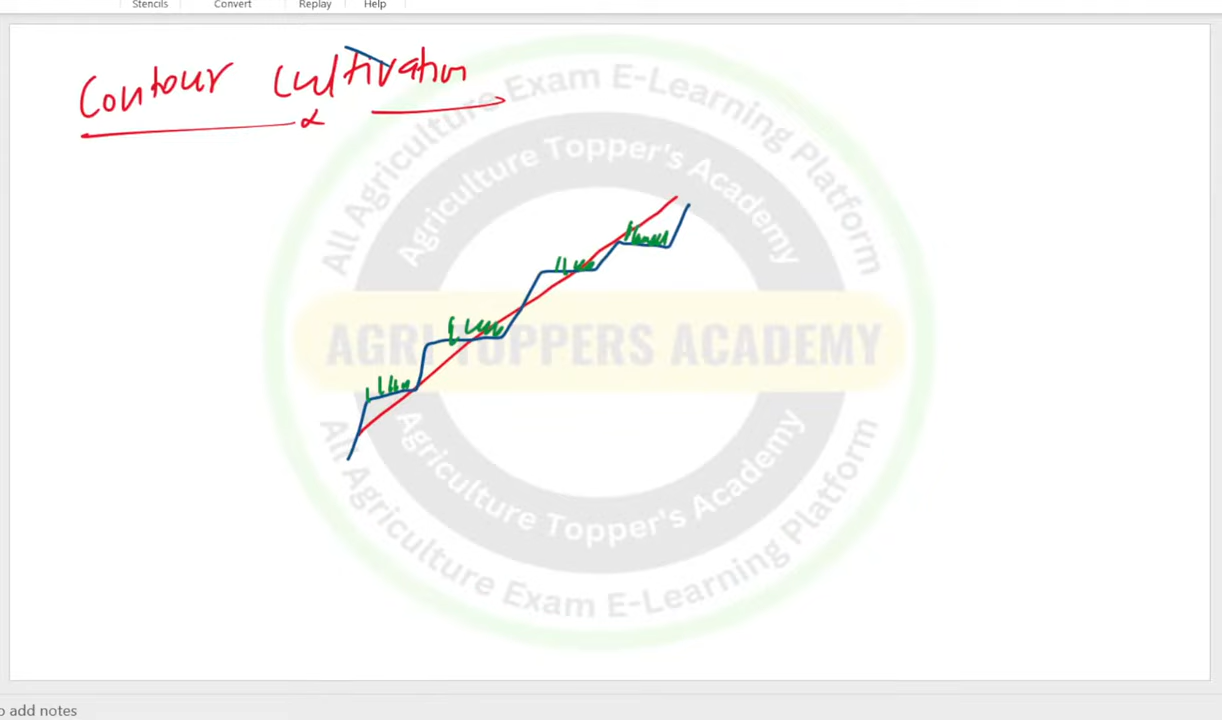 Stencils Convert Replay Help
Contour Cultivation
All Agriculture Exam E-Learning Platform
Agriculture Topper's Academy
AGRI TOPPERS ACADEMY
Agriculture Topper's Academy
All Agriculture Exam E-Learning Platform
o add notes